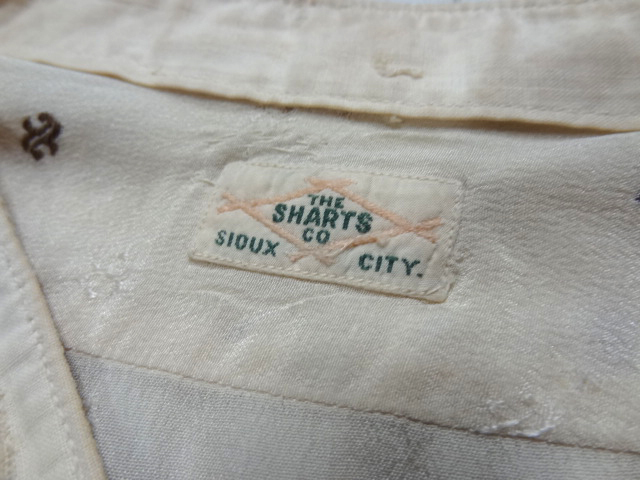 THE
SHARTS
CO
SIOUX CITY.